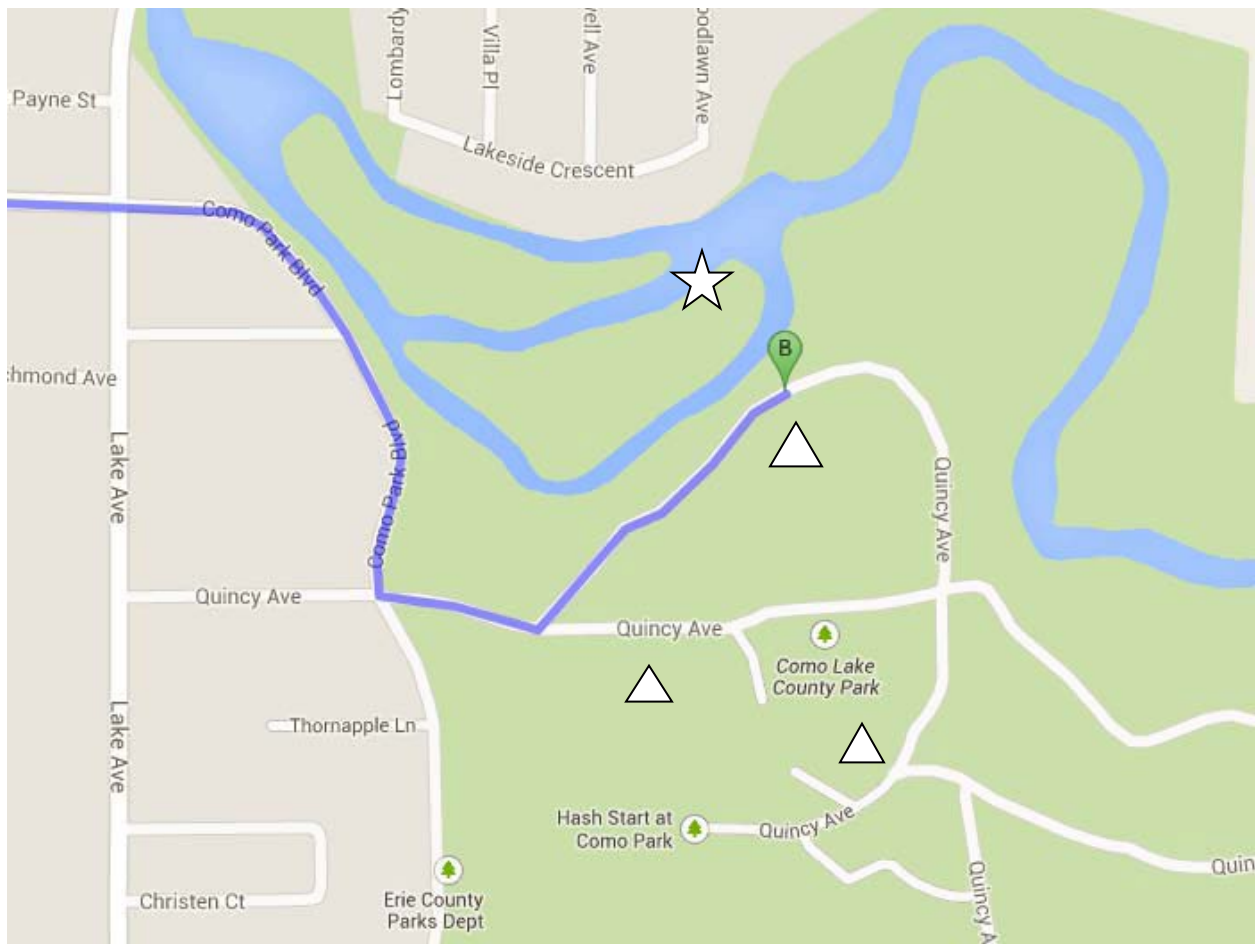 Lombardy
Villa Pl
well Ave
oodlawn Ave
Payne St
Lakeside Crescent
Como Park Blvd
B
chmond Ave
Lake Ave
Como Park Blvd
Quincy Ave
Quincy Ave
Quincy Ave
Como Lake
County Park
Thornapple Ln
Lake Ave
Hash Start at
Como Park
Quincy Ave
Quin
Quincy A
Erie County
Parks Dept
Christen Ct